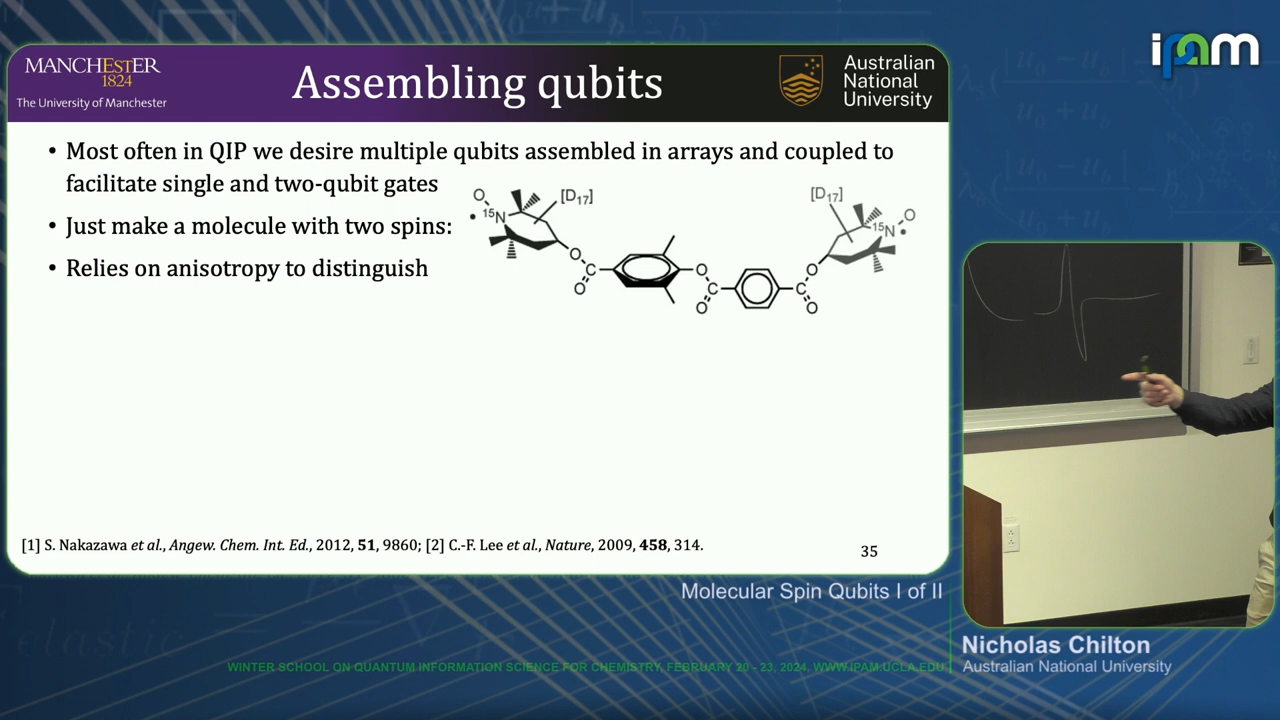 ipam
MANCHESTER
1824
The University of Manchester
Assembling qubits
Australian
National
University
• Most often in QIP we desire multiple qubits assembled in arrays and coupled to
facilitate single and two-qubit gates
• Just make a molecule with two spins:
• Relies on anisotropy to distinguish
[D17]
O
• 15N
O
C
O
O
C
O
C
O
O
[D17]
15N •
O
[1] S. Nakazawa et al., Angew. Chem. Int. Ed., 2012, 51, 9860; [2] C.-F. Lee et al., Nature, 2009, 458, 314.
35
Molecular Spin Qubits I of II
Nicholas Chilton
Australian National University
WINTER SCHOOL ON QUANTUM INFORMATION SCIENCE FOR CHEMISTRY, FEBRUARY 20 - 23, 2024, WWW.IPAM.UCLA.EDU
elastic